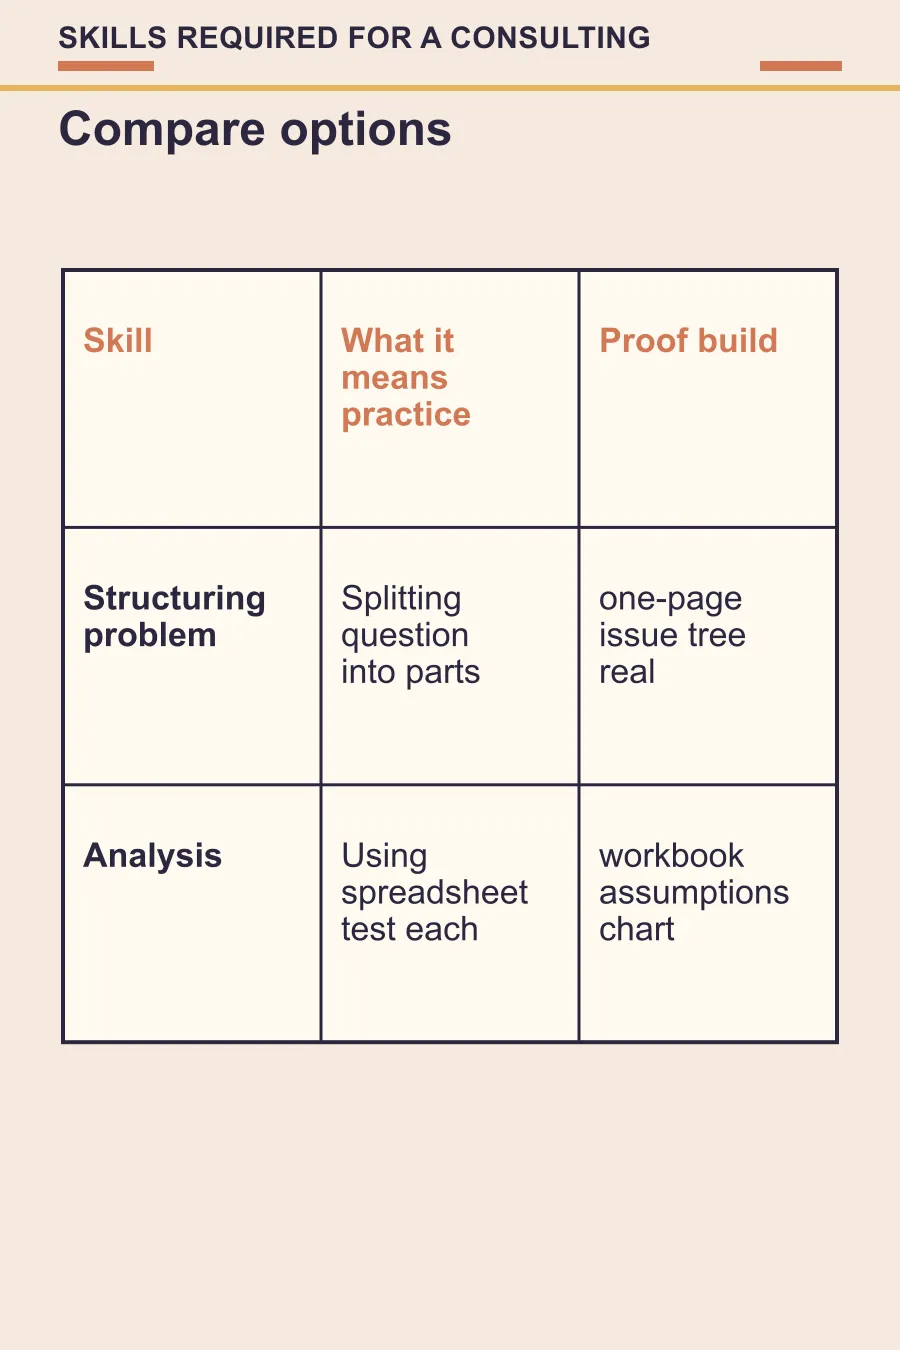 SKILLS REQUIRED FOR A CONSULTING
Compare options
Skill
What it
means
practice
Proof build
Structuring
problem
Splitting
question
into parts
one-page
issue tree
real
Analysis
Using
spreadsheet
test each
workbook
assumptions
chart